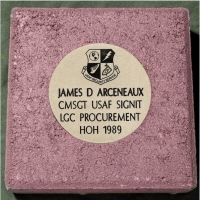 JAMES D ARCENEAUX
CMSGT USAF SIGNIT
LGC PROCUREMENT
HOH 1989